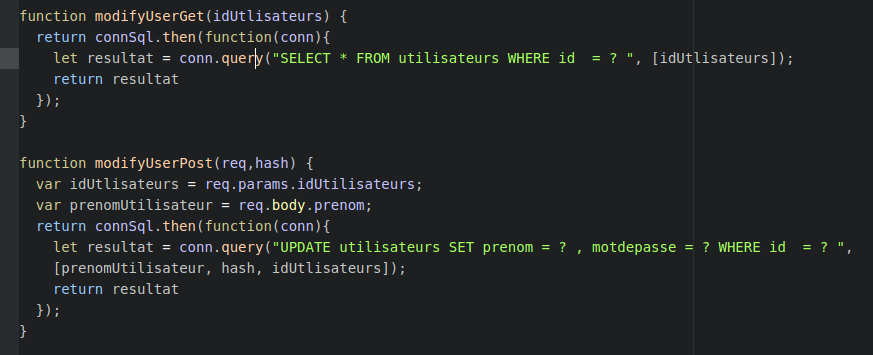 function modifyUserGet(idUtlisateurs) {
  return connSql.then(function(conn){
    let resultat = conn.query("SELECT * FROM utilisateurs WHERE id  = ? ", [idUtlisateurs]);
    return resultat
  });
}

function modifyUserPost(req,hash) {
  var idUtlisateurs = req.params.idUtilisateurs;
  var prenomUtilisateur = req.body.prenom;
  return connSql.then(function(conn){
    let resultat = conn.query("UPDATE utilisateurs SET prenom = ? , motdepasse = ? WHERE id  = ? ",
    [prenomUtilisateur, hash, idUtlisateurs]);
    return resultat
  });
}